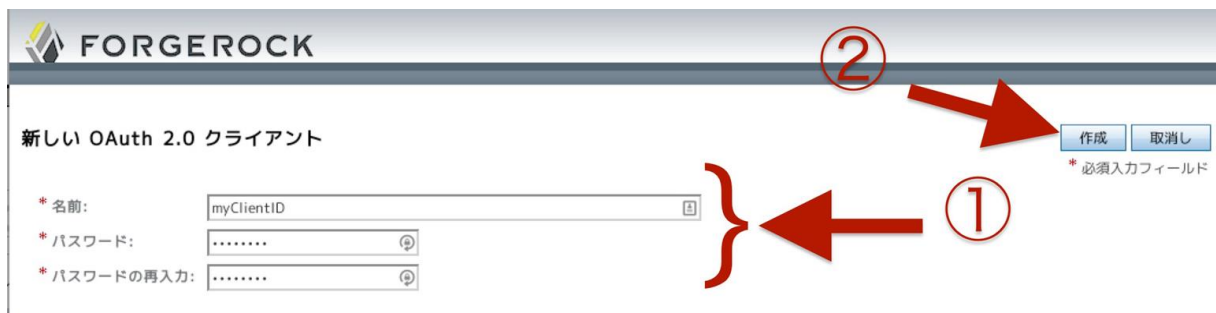 FORGEROCK
②
新しい OAuth 2.0 クライアント
作成 取消し
* 必須入力フィールド
* 名前: myClientID
①
* パスワード: ········
* パスワードの再入力: ········